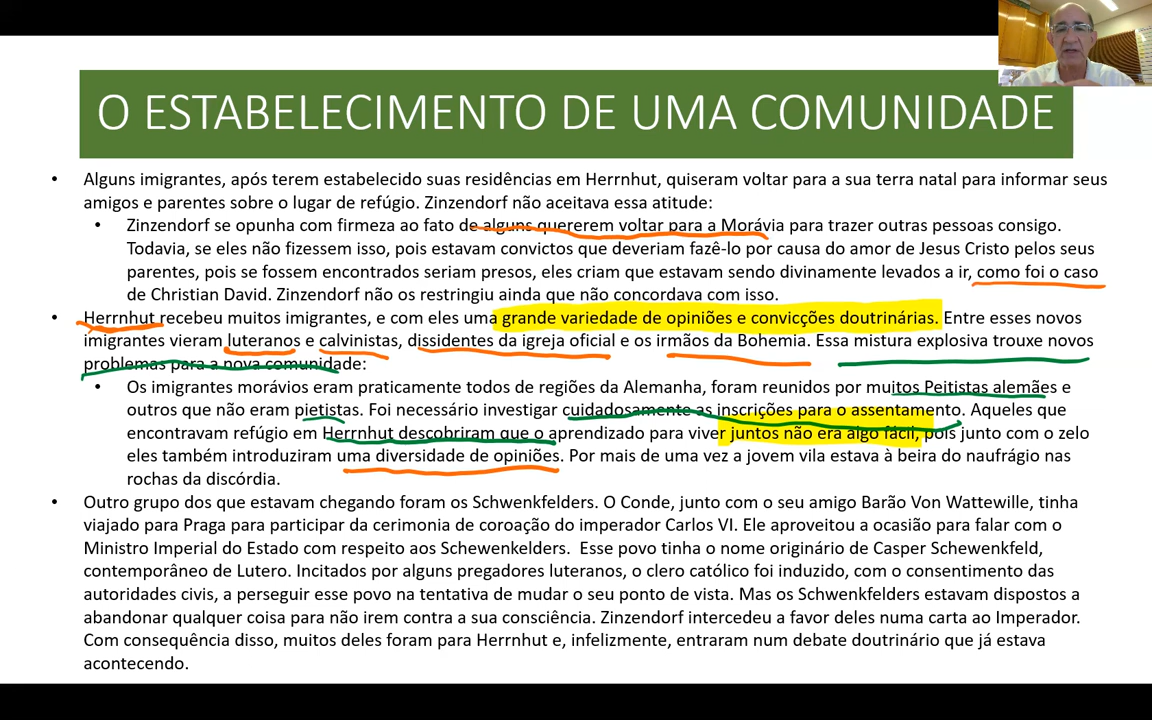 O ESTABELECIMENTO DE UMA COMUNIDADE
• Alguns imigrantes, após terem estabelecido suas residências em Herrnhut, quiseram voltar para a sua terra natal para informar seus
amigos e parentes sobre o lugar de refúgio. Zinzendorf não aceitava essa atitude:
• Zinzendorf se opunha com firmeza ao fato de alguns quererem voltar para a Morávia para trazer outras pessoas consigo.
Todavia, se eles não fizessem isso, pois estavam convictos que deveriam fazê-lo por causa do amor de Jesus Cristo pelos seus
parentes, pois se fossem encontrados seriam presos, eles criam que estavam sendo divinamente levados a ir, como foi o caso
de Christian David. Zinzendorf não os restringiu ainda que não concordava com isso.
• Herrnhut recebeu muitos imigrantes, e com eles uma grande variedade de opiniões e convicções doutrinárias. Entre esses novos
imigrantes vieram luteranos e calvinistas, dissidentes da igreja oficial e os irmãos da Bohemia. Essa mistura explosiva trouxe novos
problemas para a nova comunidade:
• Os imigrantes morávios eram praticamente todos de regiões da Alemanha, foram reunidos por muitos Peitistas alemães e
outros que não eram pietistas. Foi necessário investigar cuidadosamente as inscrições para o assentamento. Aqueles que
encontravam refúgio em Herrnhut descobriram que o aprendizado para viver juntos não era algo fácil, pois junto com o zelo
eles também introduziram uma diversidade de opiniões. Por mais de uma vez a jovem vila estava à beira do naufrágio nas
rochas da discórdia.
• Outro grupo dos que estavam chegando foram os Schwenkfelders. O Conde, junto com o seu amigo Barão Von Wattewille, tinha
viajado para Praga para participar da cerimonia de coroação do imperador Carlos VI. Ele aproveitou a ocasião para falar com o
Ministro Imperial do Estado com respeito aos Schewenkelders. Esse povo tinha o nome originário de Casper Schewenkfeld,
contemporâneo de Lutero. Incitados por alguns pregadores luteranos, o clero católico foi induzido, com o consentimento das
autoridades civis, a perseguir esse povo na tentativa de mudar o seu ponto de vista. Mas os Schwenkfelders estavam dispostos a
abandonar qualquer coisa para não irem contra a sua consciência. Zinzendorf intercedeu a favor deles numa carta ao Imperador.
Com consequência disso, muitos deles foram para Herrnhut e, infelizmente, entraram num debate doutrinário que já estava
acontecendo.